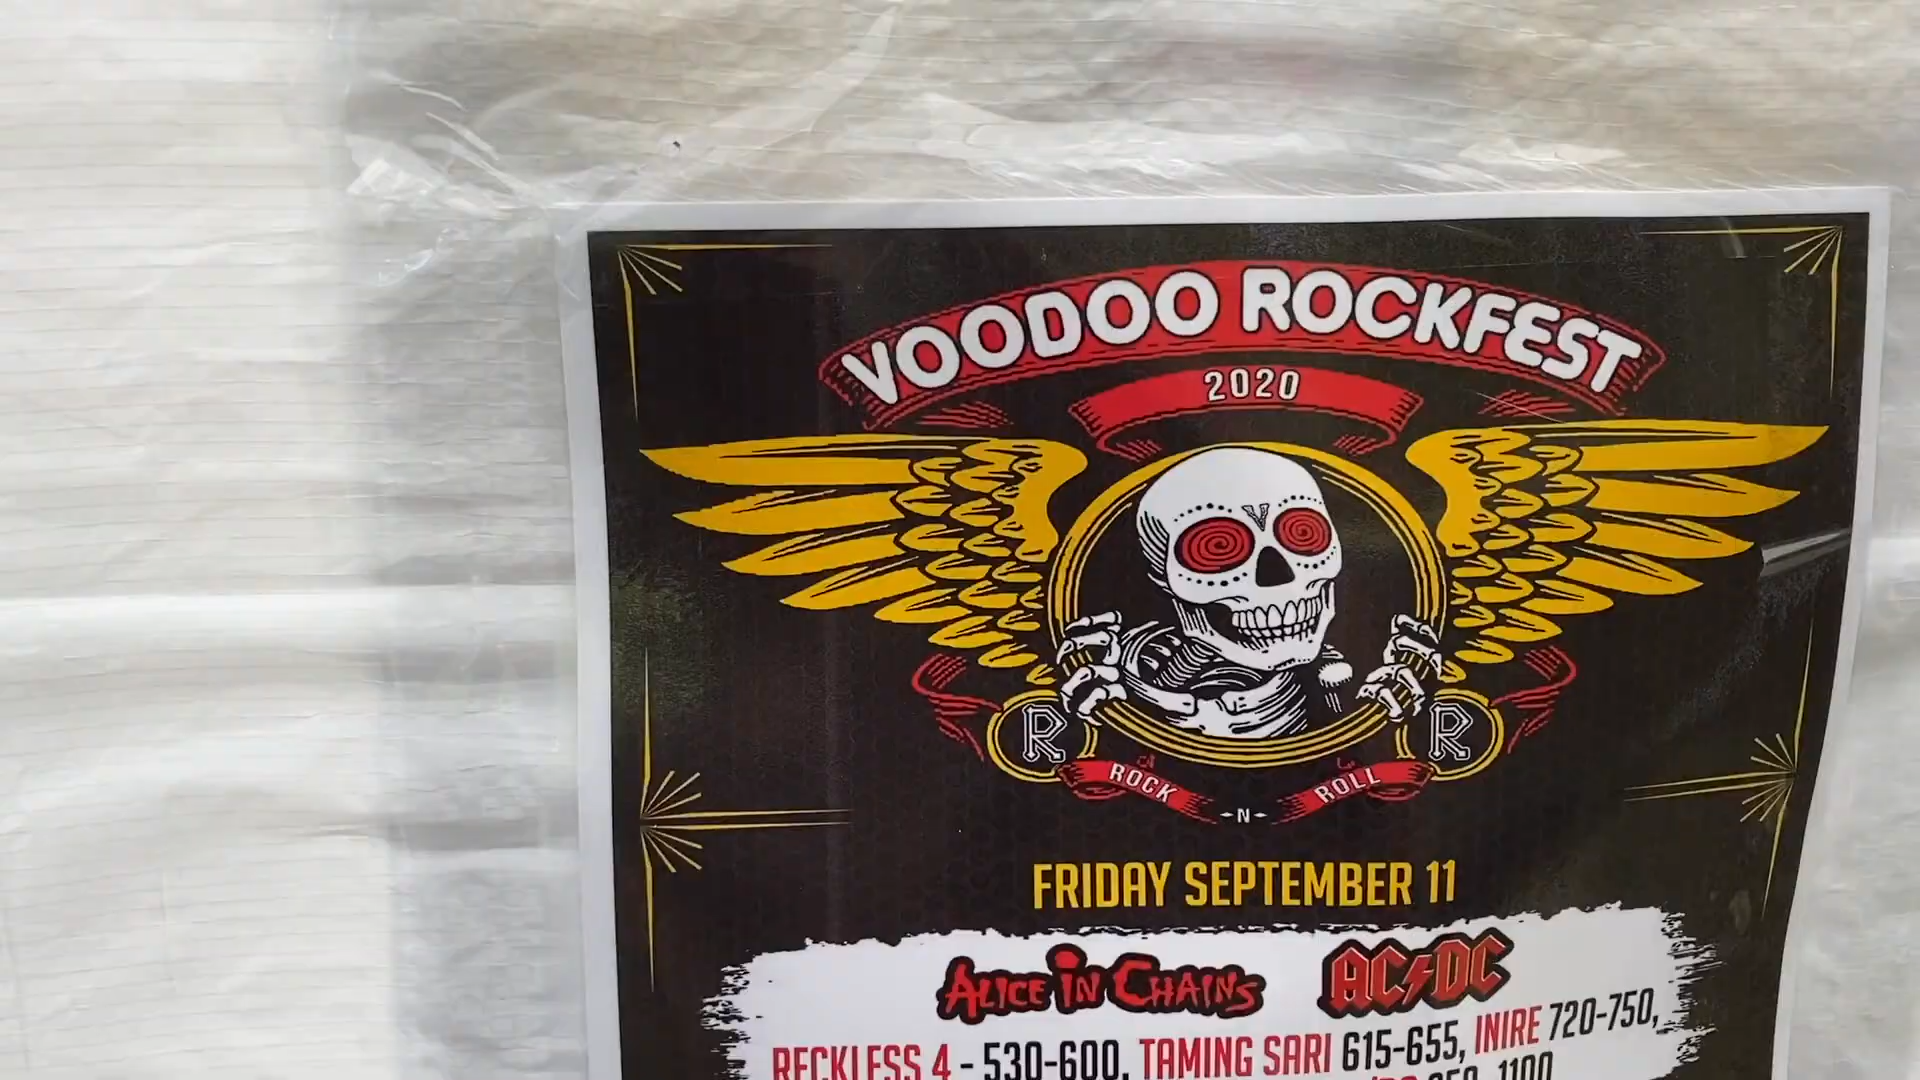 VOODOO ROCKFEST
2020
V
R R
ROCK -N- ROLL
FRIDAY SEPTEMBER 11
ALICE IN CHAINS AC⚡DC
RECKLESS 4 - 530-600, TAMING SARI 615-655, INIRE 720-750,